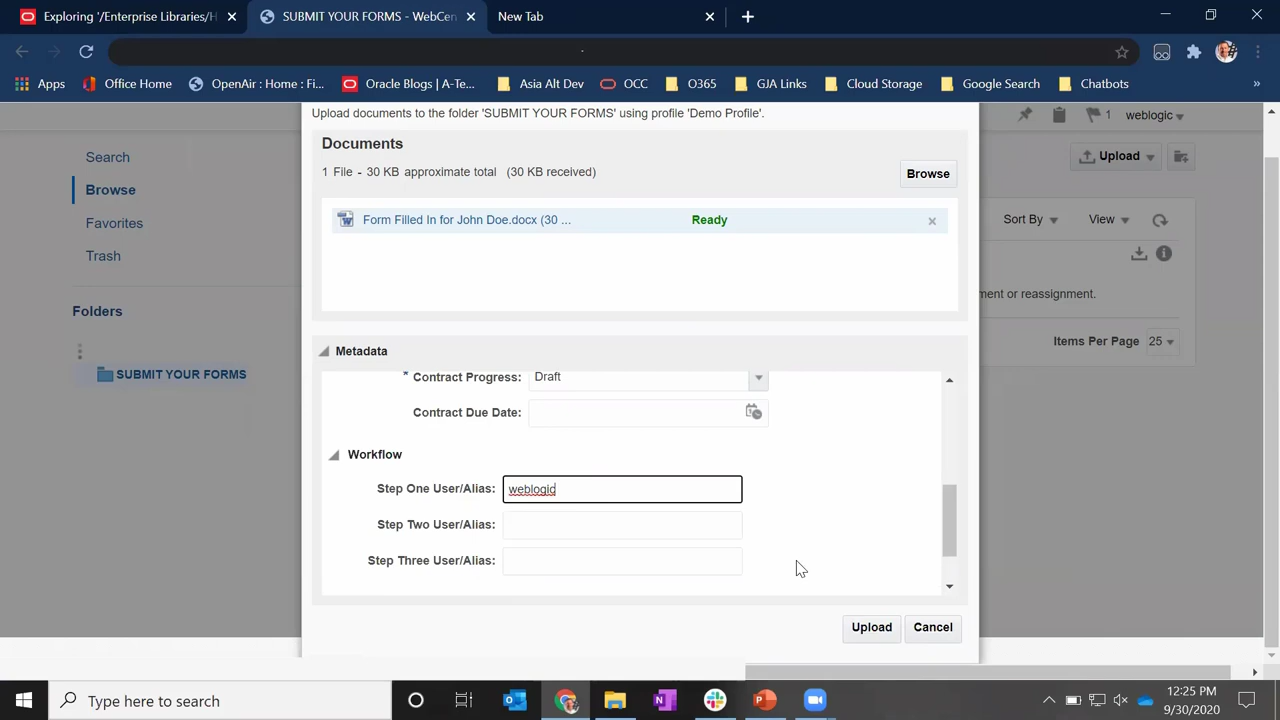 Exploring '/Enterprise Libraries/H
SUBMIT YOUR FORMS - WebCen
New Tab
Apps
Office Home
OpenAir : Home : Fi...
Oracle Blogs | A-Te...
Asia Alt Dev
OCC
O365
GJA Links
Cloud Storage
Google Search
Chatbots
»
Upload documents to the folder 'SUBMIT YOUR FORMS' using profile 'Demo Profile'.
1 weblogic
Search
Documents
Upload
1 File - 30 KB approximate total (30 KB received)
Browse
Browse
Favorites
Form Filled In for John Doe.docx (30 ...
Ready
Sort By
View
Trash
ment or reassignment.
Folders
Items Per Page 25
Metadata
SUBMIT YOUR FORMS
* Contract Progress: Draft
Contract Due Date:
Workflow
Step One User/Alias: weblogic
Step Two User/Alias:
Step Three User/Alias:
Upload
Cancel
Type here to search
12:25 PM
9/30/2020